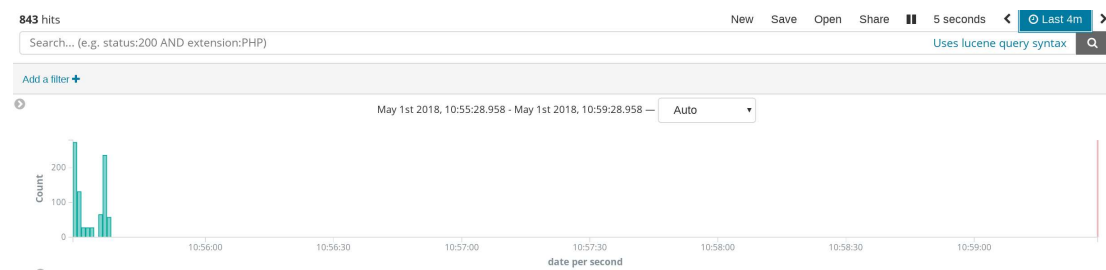 843 hits
New Save Open Share 5 seconds Last 4m
Search... (e.g. status:200 AND extension:PHP) Uses lucene query syntax
Add a filter +
May 1st 2018, 10:55:28.958 - May 1st 2018, 10:59:28.958 — Auto
200
100
0
Count
10:56:00 10:56:30 10:57:00 10:57:30 10:58:00 10:58:30 10:59:00
date per second